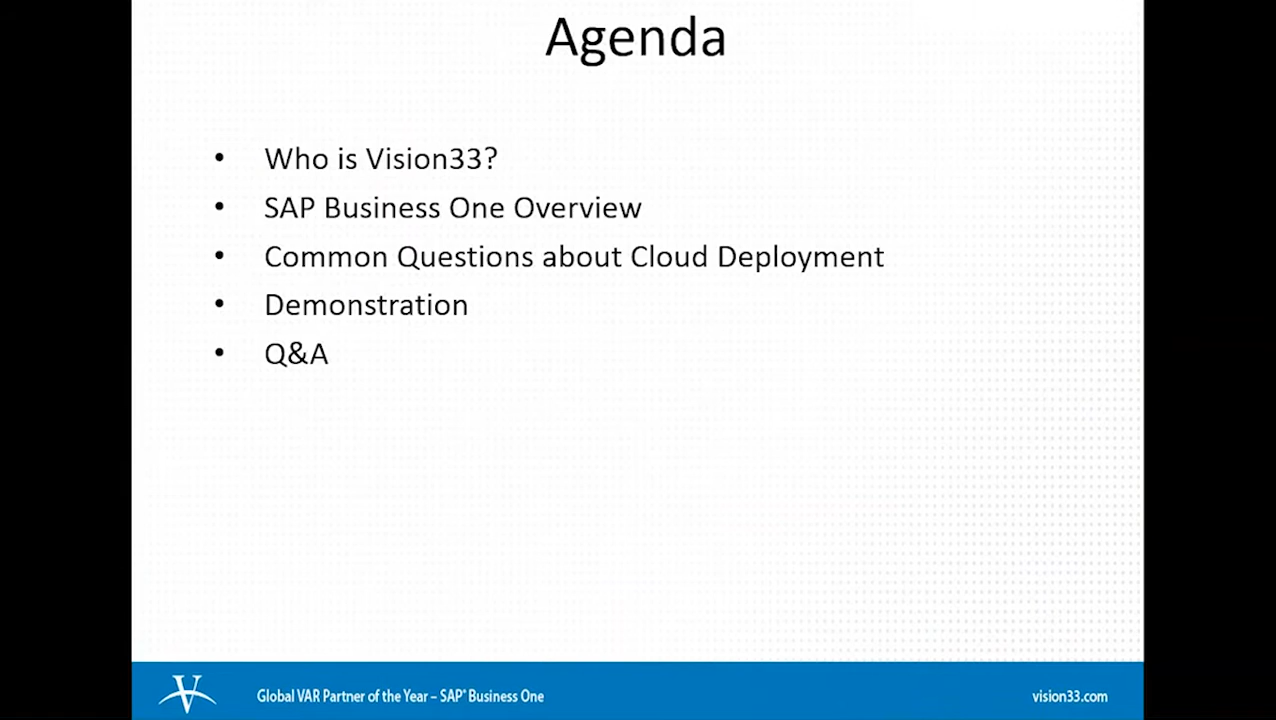 Agenda
• Who is Vision33?
• SAP Business One Overview
• Common Questions about Cloud Deployment
• Demonstration
• Q&A
V
Global VAR Partner of the Year – SAP® Business One
vision33.com